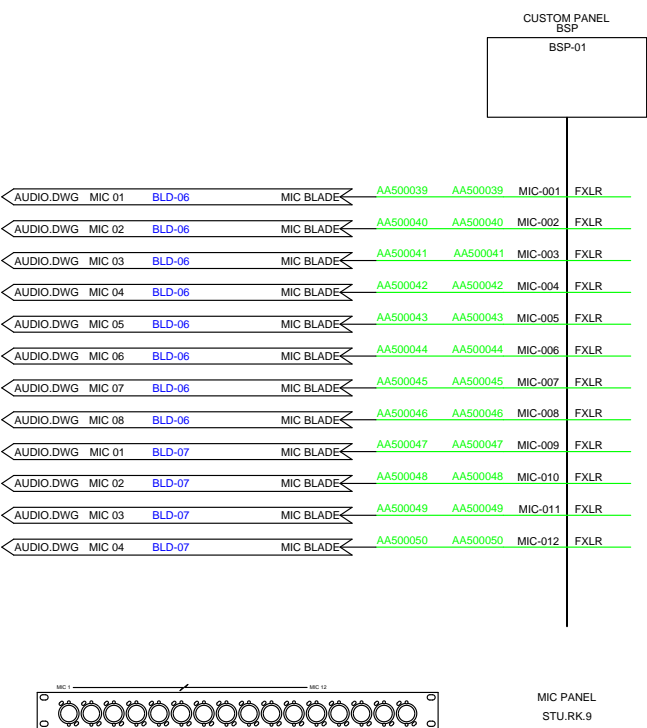 CUSTOM PANEL
BSP
BSP-01
AUDIO.DWG MIC 01 BLD-06 MIC BLADE AA500039 AA500039 MIC-001 FXLR
AUDIO.DWG MIC 02 BLD-06 MIC BLADE AA500040 AA500040 MIC-002 FXLR
AUDIO.DWG MIC 03 BLD-06 MIC BLADE AA500041 AA500041 MIC-003 FXLR
AUDIO.DWG MIC 04 BLD-06 MIC BLADE AA500042 AA500042 MIC-004 FXLR
AUDIO.DWG MIC 05 BLD-06 MIC BLADE AA500043 AA500043 MIC-005 FXLR
AUDIO.DWG MIC 06 BLD-06 MIC BLADE AA500044 AA500044 MIC-006 FXLR
AUDIO.DWG MIC 07 BLD-06 MIC BLADE AA500045 AA500045 MIC-007 FXLR
AUDIO.DWG MIC 08 BLD-06 MIC BLADE AA500046 AA500046 MIC-008 FXLR
AUDIO.DWG MIC 01 BLD-07 MIC BLADE AA500047 AA500047 MIC-009 FXLR
AUDIO.DWG MIC 02 BLD-07 MIC BLADE AA500048 AA500048 MIC-010 FXLR
AUDIO.DWG MIC 03 BLD-07 MIC BLADE AA500049 AA500049 MIC-011 FXLR
AUDIO.DWG MIC 04 BLD-07 MIC BLADE AA500050 AA500050 MIC-012 FXLR
MIC 1 MIC 12
MIC PANEL
STU.RK.9